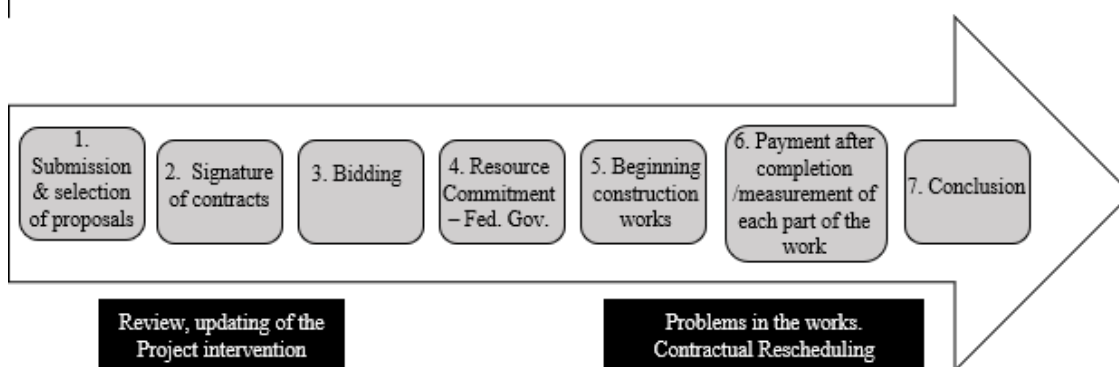 1.
Submission
& selection
of proposals
2. Signature
of contracts
3. Bidding
4. Resource
Commitment
– Fed. Gov.
5. Beginning
construction
works
6. Payment after
completion
/measurement of
each part of the
work
7. Conclusion
Review, updating of the
Project intervention
Problems in the works.
Contractual Rescheduling